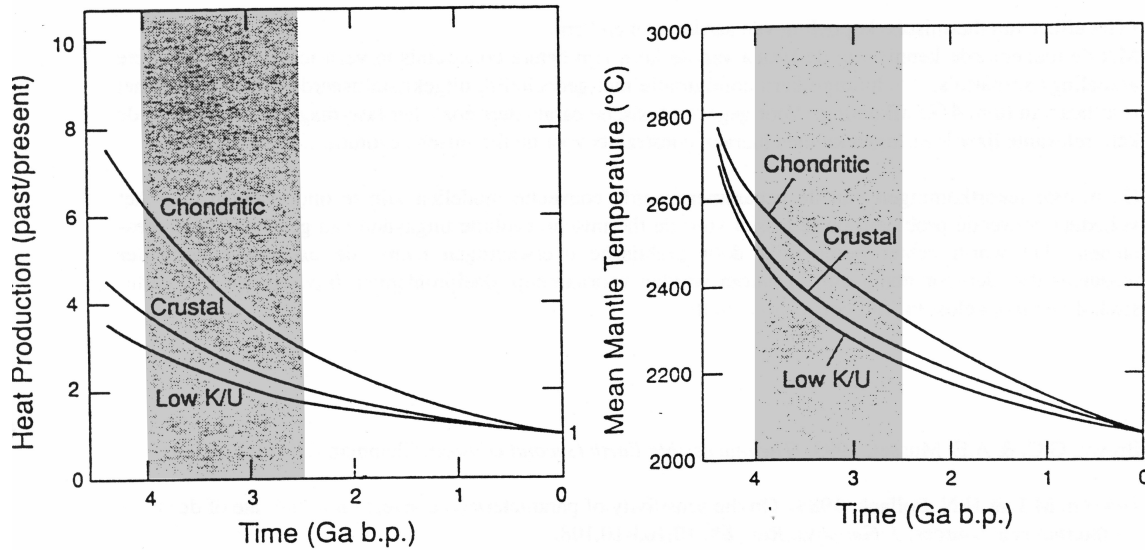 Heat Production (past/present)
10
8
6
4
2
0
Chondritic
Crustal
Low K/U
1
4
3
2
1
0
Time (Ga b.p.)
Mean Mantle Temperature (°C)
3000
2800
2600
2400
2200
2000
Chondritic
Crustal
Low K/U
4
3
2
1
0
Time (Ga b.p.)